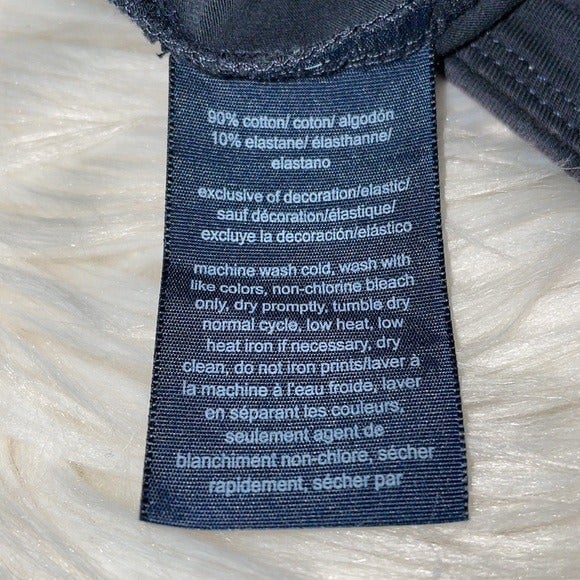 90% cotton/ coton/ algodón
10% elastane/ élasthanne/
elastano
exclusive of decoration/elastic/
sauf décoration/élastique/
excluye la decoración/elástico
machine wash cold, wash with
like colors, non-chlorine bleach
only, dry promptly, tumble dry
normal cycle, low heat, low
heat iron if necessary, dry
clean, do not iron prints/laver à
la machine à l'eau froide, laver
en séparant les couleurs,
seulement agent de
blanchiment non-chlore, sécher
rapidement, sécher par